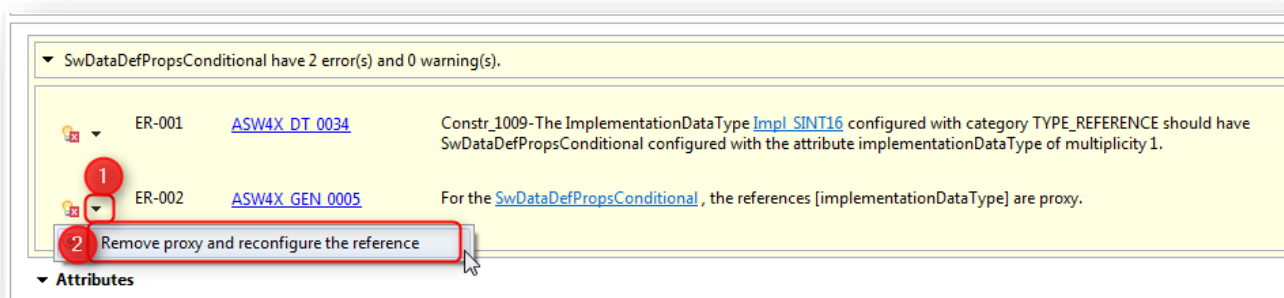 SwDataDefPropsConditional have 2 error(s) and 0 warning(s).
ER-001 ASW4X_DT_0034 Constr_1009-The ImplementationDataType Impl_SINT16 configured with category TYPE_REFERENCE should have
SwDataDefPropsConditional configured with the attribute implementationDataType of multiplicity 1.
1
ER-002 ASW4X_GEN_0005 For the SwDataDefPropsConditional , the references [implementationDataType] are proxy.
2 Remove proxy and reconfigure the reference
Attributes